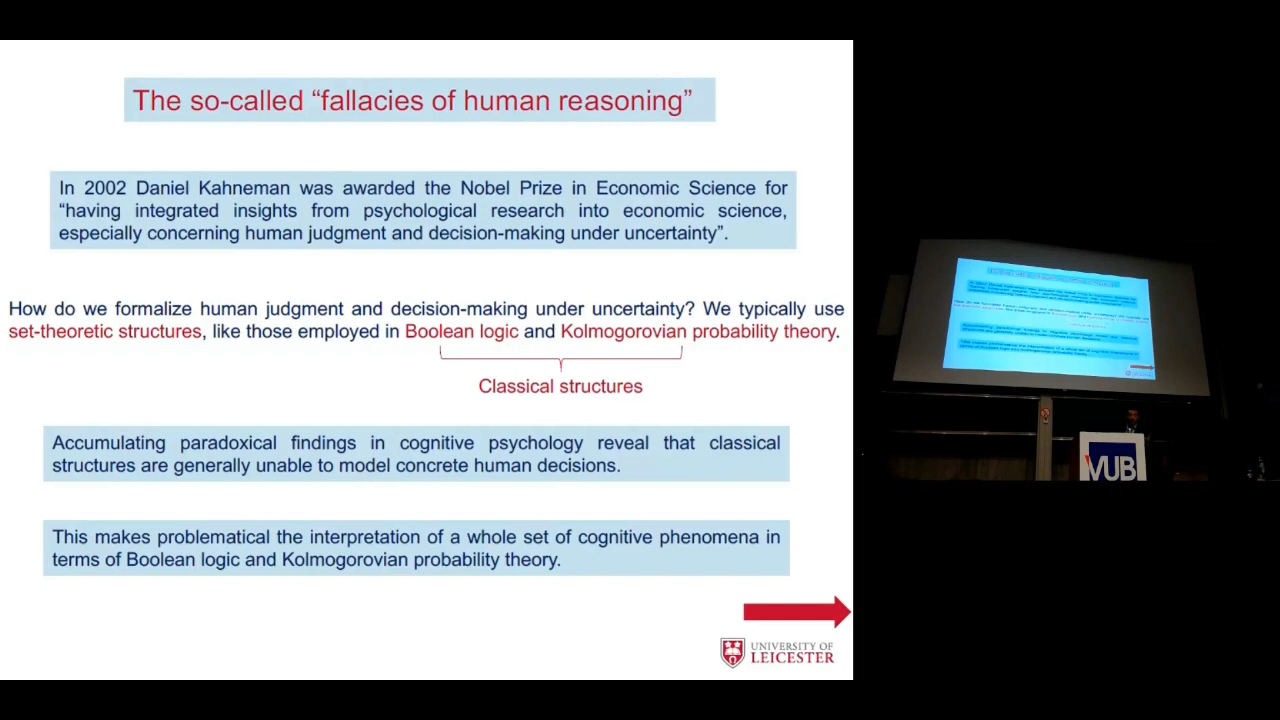 The so-called “fallacies of human reasoning”
In 2002 Daniel Kahneman was awarded the Nobel Prize in Economic Science for
“having integrated insights from psychological research into economic science,
especially concerning human judgment and decision-making under uncertainty”.
How do we formalize human judgment and decision-making under uncertainty? We typically use
set-theoretic structures, like those employed in Boolean logic and Kolmogorovian probability theory.
Classical structures
Accumulating paradoxical findings in cognitive psychology reveal that classical
structures are generally unable to model concrete human decisions.
This makes problematical the interpretation of a whole set of cognitive phenomena in
terms of Boolean logic and Kolmogorovian probability theory.
UNIVERSITY OF
LEICESTER
VUB